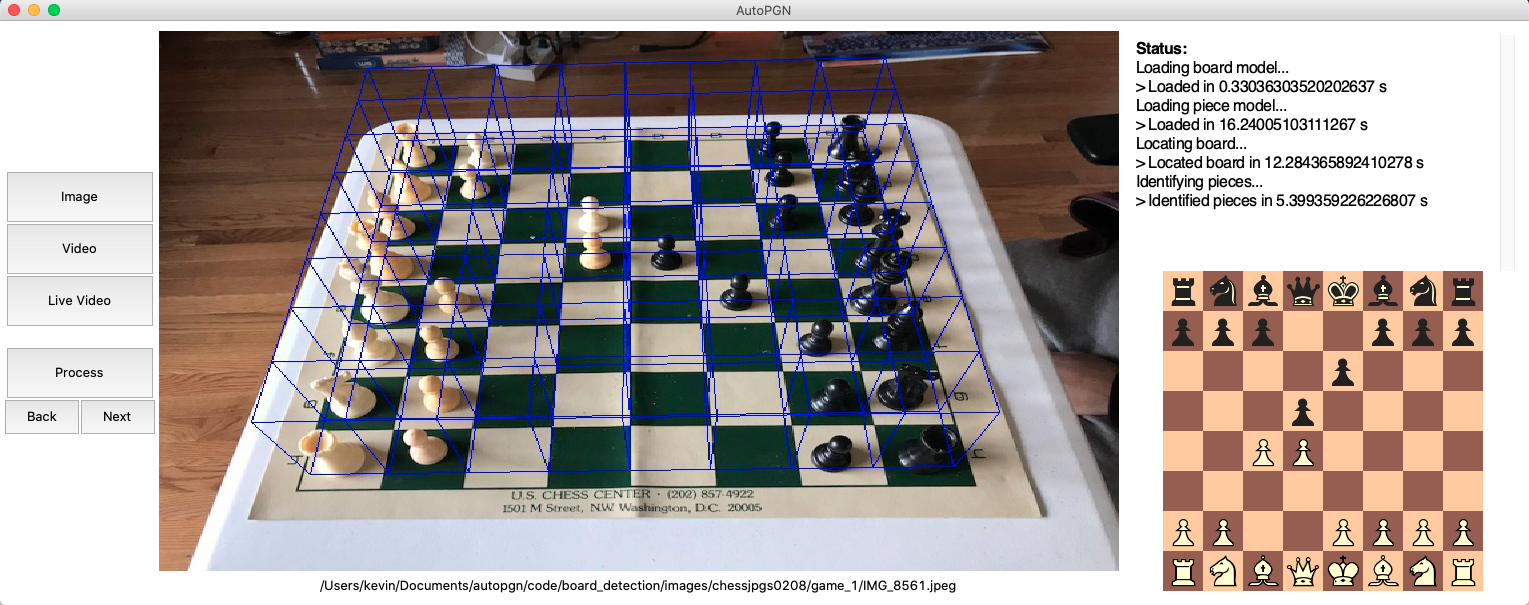 AutoPGN
Image
Video
Live Video
Process
Back
Next
U.S. CHESS CENTER · (202) 857-4922
1501 M Street, N.W. Washington, D.C. 20005
/Users/kevin/Documents/autopgn/code/board_detection/images/chessjpgs0208/game_1/IMG_8561.jpeg
Status:
Loading board model...
> Loaded in 0.33036303520202637 s
Loading piece model...
> Loaded in 16.24005103111267 s
Locating board...
> Located board in 12.284365892410278 s
Identifying pieces...
> Identified pieces in 5.399359226226807 s